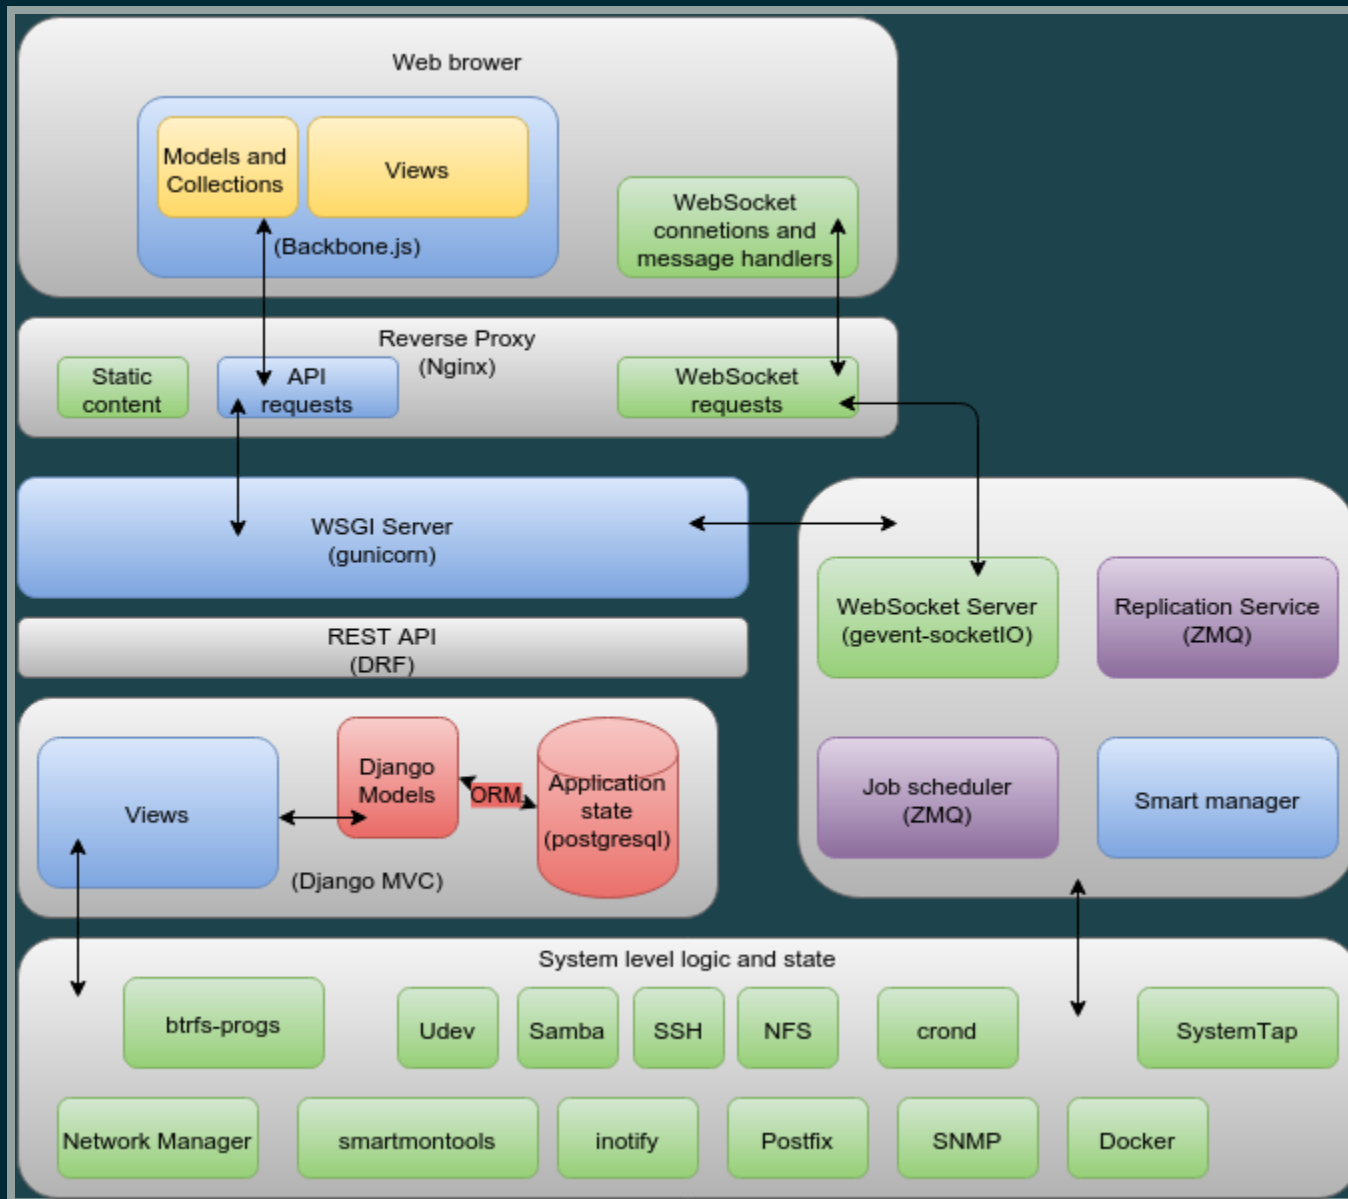 Web brower
Models and
Collections
Views
(Backbone.js)
WebSocket
connetions and
message handlers
Reverse Proxy
(Nginx)
Static
content
API
requests
WebSocket
requests
WSGI Server
(gunicorn)
REST API
(DRF)
WebSocket Server
(gevent-socketIO)
Replication Service
(ZMQ)
Views
Django
Models
ORM
Application
state
(postgresql)
(Django MVC)
Job scheduler
(ZMQ)
Smart manager
System level logic and state
btrfs-progs
Udev
Samba
SSH
NFS
crond
SystemTap
Network Manager
smartmontools
inotify
Postfix
SNMP
Docker